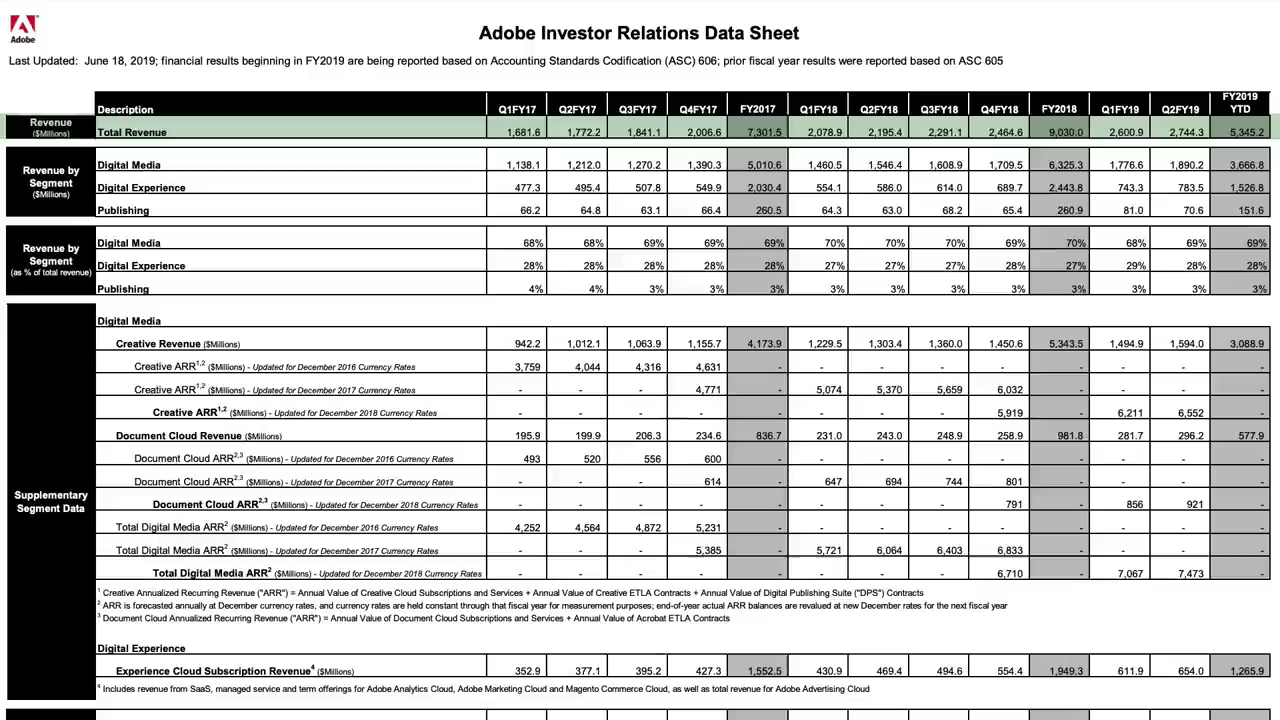 Adobe
Adobe Investor Relations Data Sheet
Last Updated: June 18, 2019; financial results beginning in FY2019 are being reported based on Accounting Standards Codification (ASC) 606; prior fiscal year results were reported based on ASC 605
Description Q1FY17 Q2FY17 Q3FY17 Q4FY17 FY2017 Q1FY18 Q2FY18 Q3FY18 Q4FY18 FY2018 Q1FY19 Q2FY19 FY2019 YTD
Revenue ($Millions)
Total Revenue 1,681.6 1,772.2 1,841.1 2,006.6 7,301.5 2,078.9 2,195.4 2,291.1 2,464.6 9,030.0 2,600.9 2,744.3 5,345.2
Revenue by Segment ($Millions)
Digital Media 1,138.1 1,212.0 1,270.2 1,390.3 5,010.6 1,460.5 1,546.4 1,608.9 1,709.5 6,325.3 1,776.6 1,890.2 3,666.8
Digital Experience 477.3 495.4 507.8 549.9 2,030.4 554.1 586.0 614.0 689.7 2,443.8 743.3 783.5 1,526.8
Publishing 66.2 64.8 63.1 66.4 260.5 64.3 63.0 68.2 65.4 260.9 81.0 70.6 151.6
Revenue by Segment (as % of total revenue)
Digital Media 68% 68% 69% 69% 69% 70% 70% 70% 69% 70% 68% 69% 69%
Digital Experience 28% 28% 28% 28% 28% 27% 27% 27% 28% 27% 29% 28% 28%
Publishing 4% 4% 3% 3% 3% 3% 3% 3% 3% 3% 3% 3% 3%
Supplementary Segment Data
Digital Media
Creative Revenue ($Millions) 942.2 1,012.1 1,063.9 1,155.7 4,173.9 1,229.5 1,303.4 1,360.0 1,450.6 5,343.5 1,494.9 1,594.0 3,088.9
Creative ARR1,2 ($Millions) - Updated for December 2016 Currency Rates 3,759 4,044 4,316 4,631 - - - - - - - - -
Creative ARR1,2 ($Millions) - Updated for December 2017 Currency Rates - - - 4,771 - 5,074 5,370 5,659 6,032 - - - -
Creative ARR1,2 ($Millions) - Updated for December 2018 Currency Rates - - - - - - - 5,919 - 6,211 6,552 -
Document Cloud Revenue ($Millions) 195.9 199.9 206.3 234.6 836.7 231.0 243.0 248.9 258.9 981.8 281.7 296.2 577.9
Document Cloud ARR2,3 ($Millions) - Updated for December 2016 Currency Rates 493 520 556 600 - - - - - - - - -
Document Cloud ARR2,3 ($Millions) - Updated for December 2017 Currency Rates - - - 614 - 647 694 744 801 - - - -
Document Cloud ARR2,3 ($Millions) - Updated for December 2018 Currency Rates - - - - - - - - 791 - 856 921 -
Total Digital Media ARR2 ($Millions) - Updated for December 2016 Currency Rates 4,252 4,564 4,872 5,231 - - - - - - - - -
Total Digital Media ARR2 ($Millions) - Updated for December 2017 Currency Rates - - - 5,385 - 5,721 6,064 6,403 6,833 - - - -
Total Digital Media ARR2 ($Millions) - Updated for December 2018 Currency Rates - - - - - - - - 6,710 - 7,067 7,473 -
1 Creative Annualized Recurring Revenue ("ARR") = Annual Value of Creative Cloud Subscriptions and Services + Annual Value of Creative ETLA Contracts + Annual Value of Digital Publishing Suite ("DPS") Contracts
2 ARR is forecasted annually at December currency rates, and currency rates are held constant through that fiscal year for measurement purposes; end-of-year actual ARR balances are revalued at new December rates for the next fiscal year
3 Document Cloud Annualized Recurring Revenue ("ARR") = Annual Value of Document Cloud Subscriptions and Services + Annual Value of Acrobat ETLA Contracts
Digital Experience
Experience Cloud Subscription Revenue4 ($Millions) 352.9 377.1 395.2 427.3 1,552.5 430.9 469.4 494.6 554.4 1,949.3 611.9 654.0 1,265.9
4 Includes revenue from SaaS, managed service and term offerings for Adobe Analytics Cloud, Adobe Marketing Cloud and Magento Commerce Cloud, as well as total revenue for Adobe Advertising Cloud